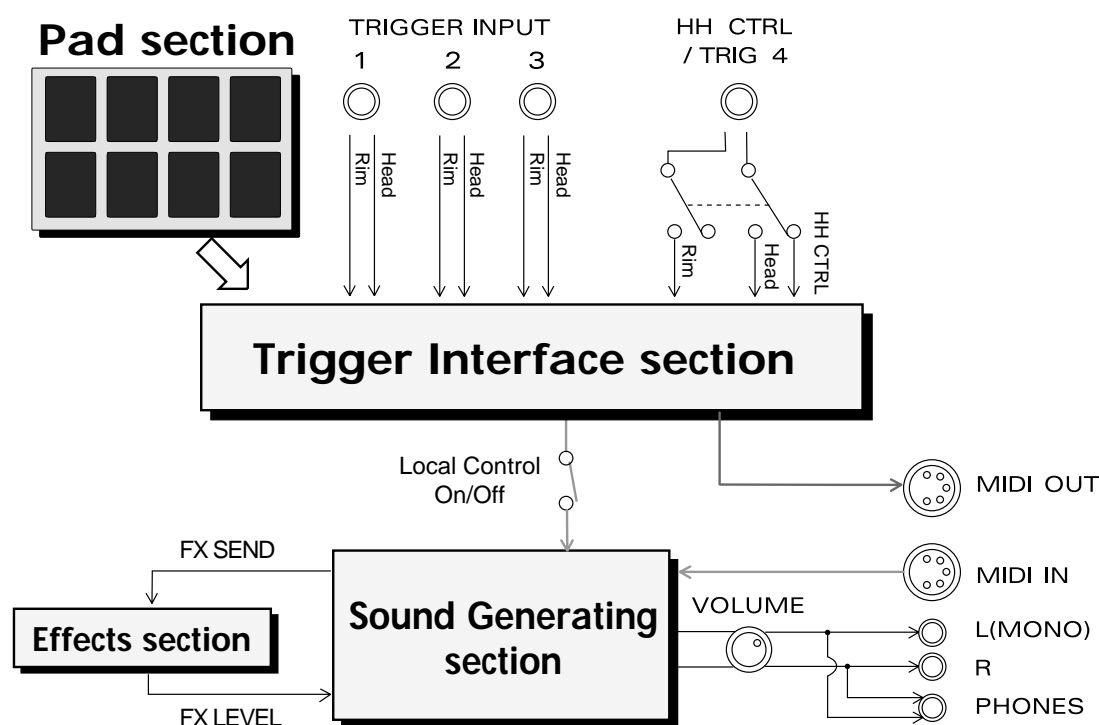 Pad section
TRIGGER INPUT
1
2
3
HH CTRL
/ TRIG 4
Rim
Head
Rim
Head
Rim
Head
Rim
Head
HH CTRL
Trigger Interface section
Local Control
On/Off
MIDI OUT
FX SEND
MIDI IN
Effects section
Sound Generating
section
VOLUME
L(MONO)
R
PHONES
FX LEVEL